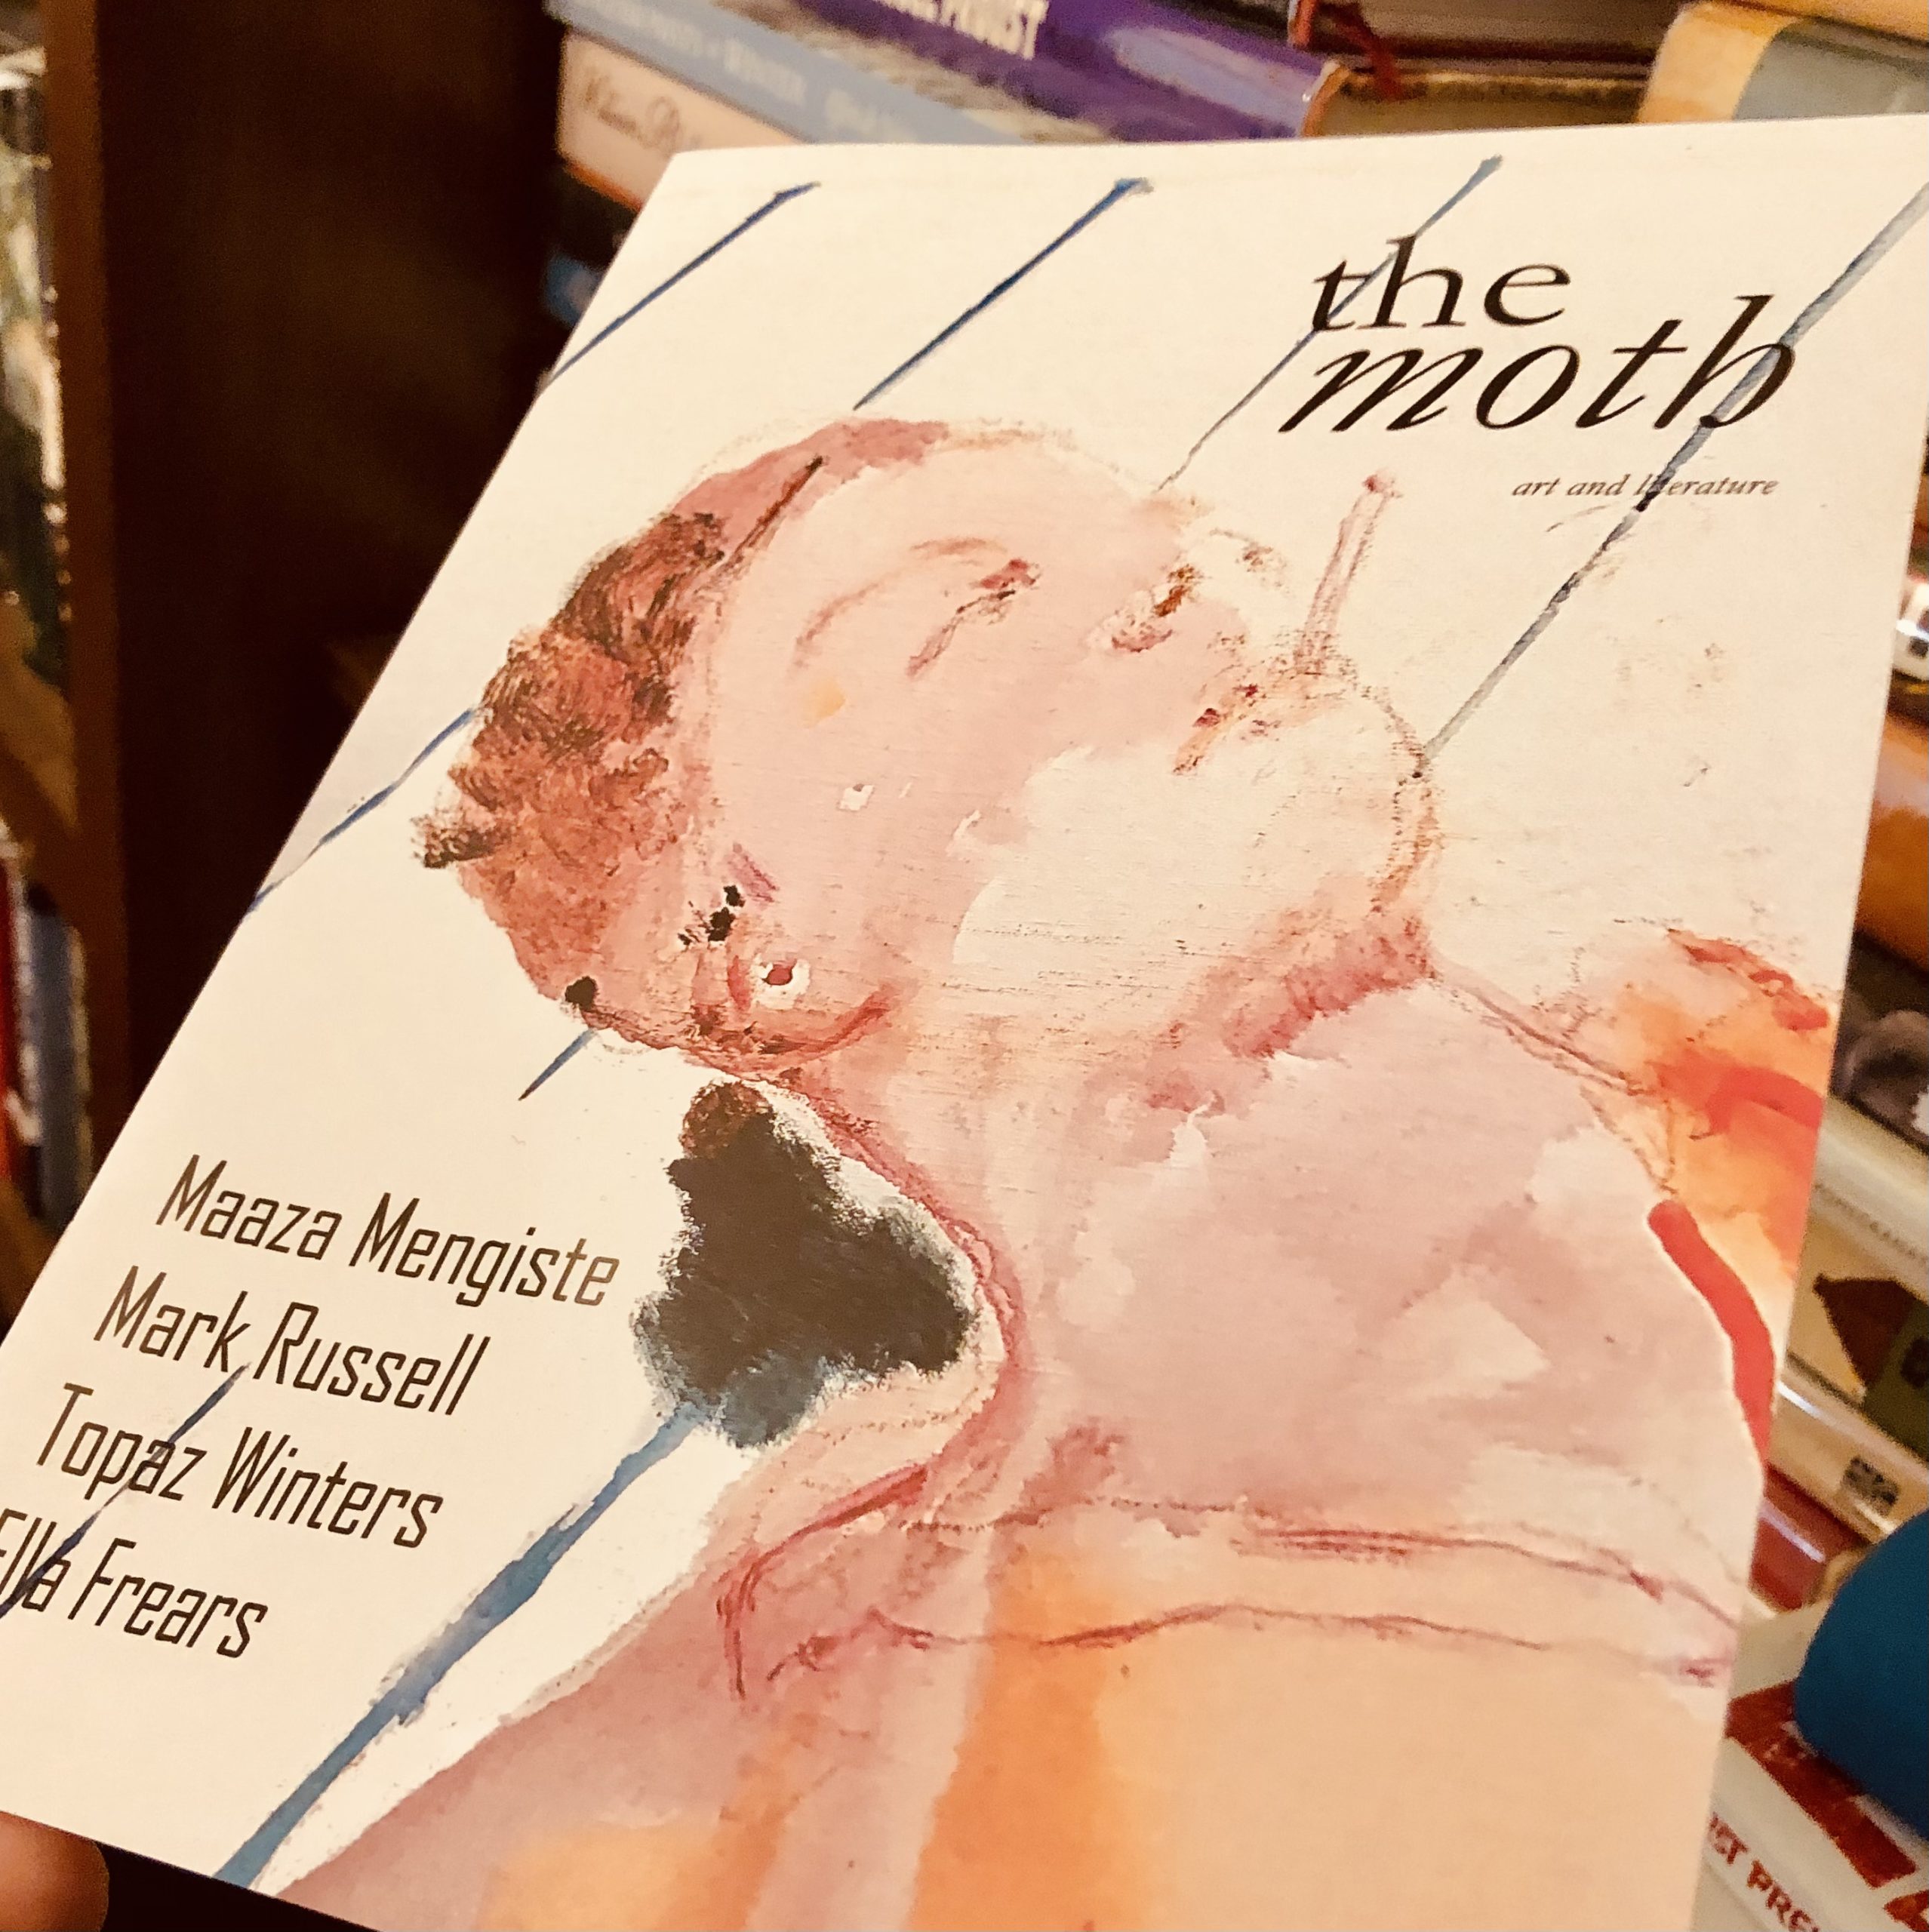 the
moth
art and literature
Maaza Mengiste
Mark Russell
Topaz Winters
Ella Frears